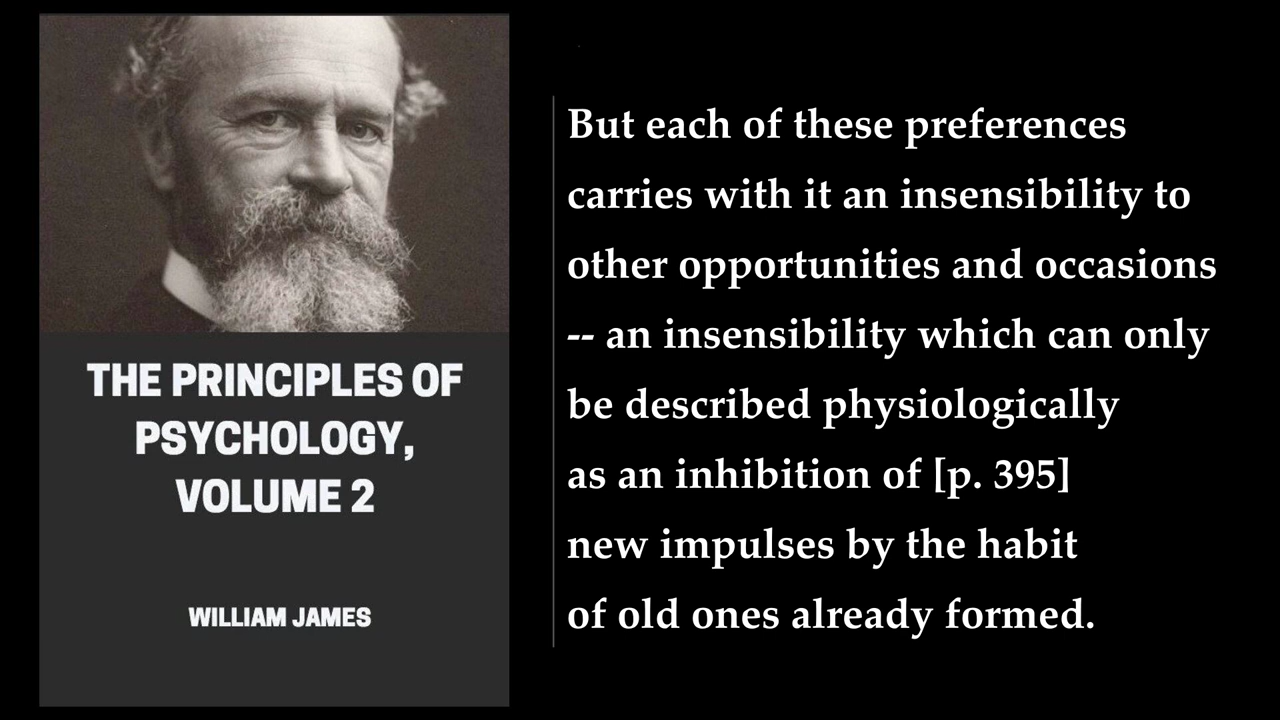 THE PRINCIPLES OF
PSYCHOLOGY,
VOLUME 2
WILLIAM JAMES
But each of these preferences
carries with it an insensibility to
other opportunities and occasions
-- an insensibility which can only
be described physiologically
as an inhibition of [p. 395]
new impulses by the habit
of old ones already formed.